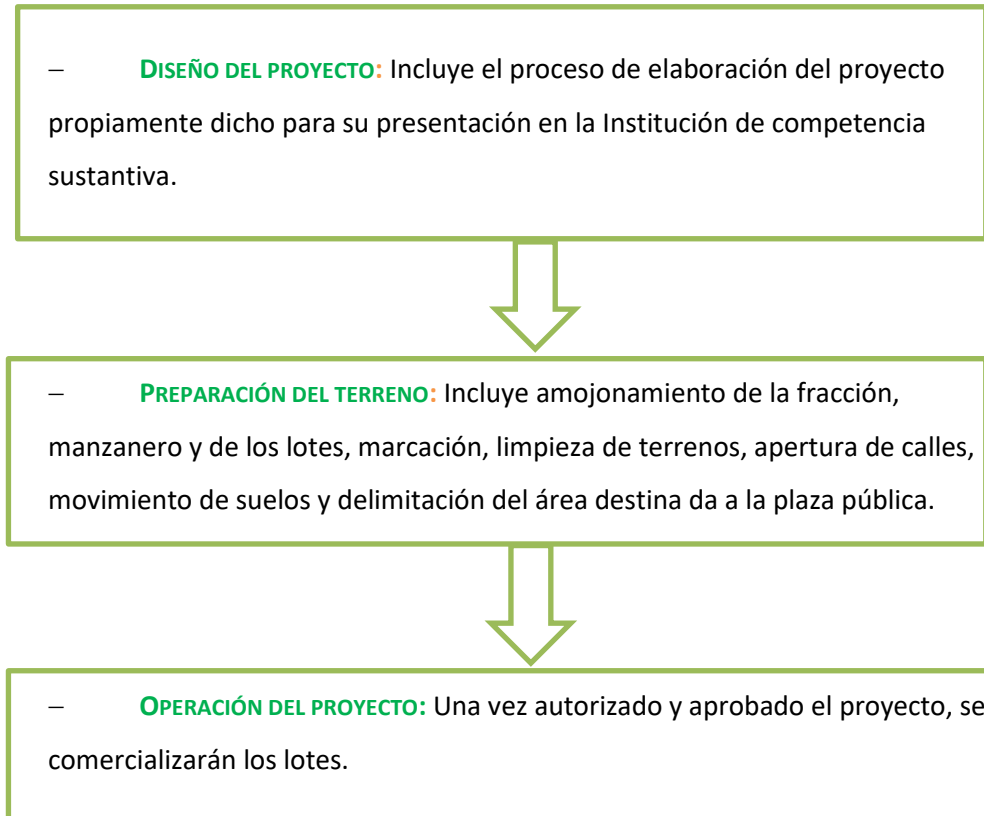 – DISEÑO DEL PROYECTO: Incluye el proceso de elaboración del proyecto
propiamente dicho para su presentación en la Institución de competencia
sustantiva.
– PREPARACIÓN DEL TERRENO: Incluye amojonamiento de la fracción,
manzanero y de los lotes, marcación, limpieza de terrenos, apertura de calles,
movimiento de suelos y delimitación del área destina da a la plaza pública.
– OPERACIÓN DEL PROYECTO: Una vez autorizado y aprobado el proyecto, se
comercializarán los lotes.